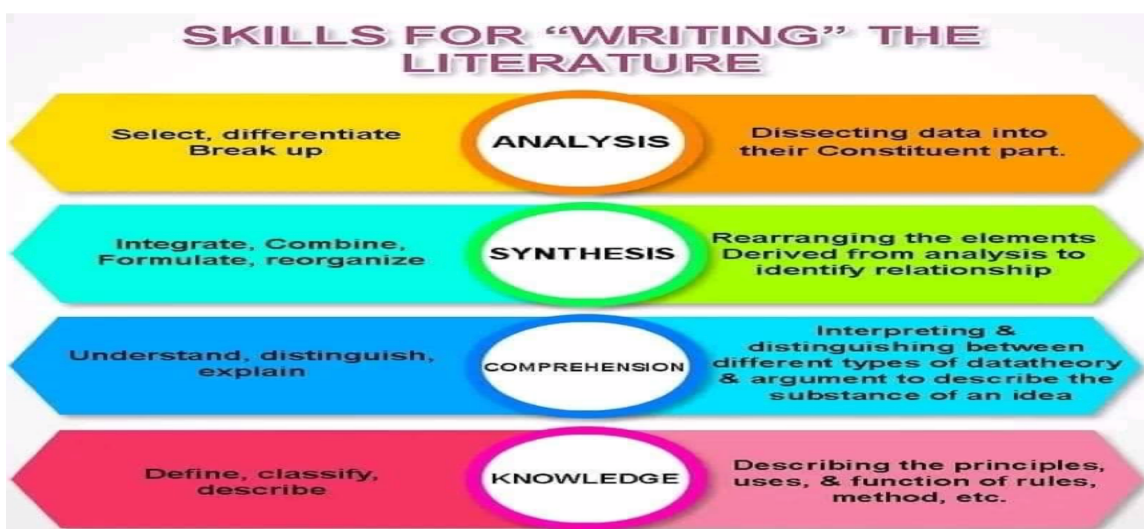 SKILLS FOR “WRITING” THE
LITERATURE
Select, differentiate
Break up
ANALYSIS
Dissecting data into
their Constituent part.
Integrate, Combine,
Formulate, reorganize
SYNTHESIS
Rearranging the elements
Derived from analysis to
identify relationship
Understand, distinguish,
explain
COMPREHENSION
Interpreting &
distinguishing between
different types of datatheory
& argument to describe the
substance of an idea
Define, classify,
describe
KNOWLEDGE
Describing the principles,
uses, & function of rules,
method, etc.